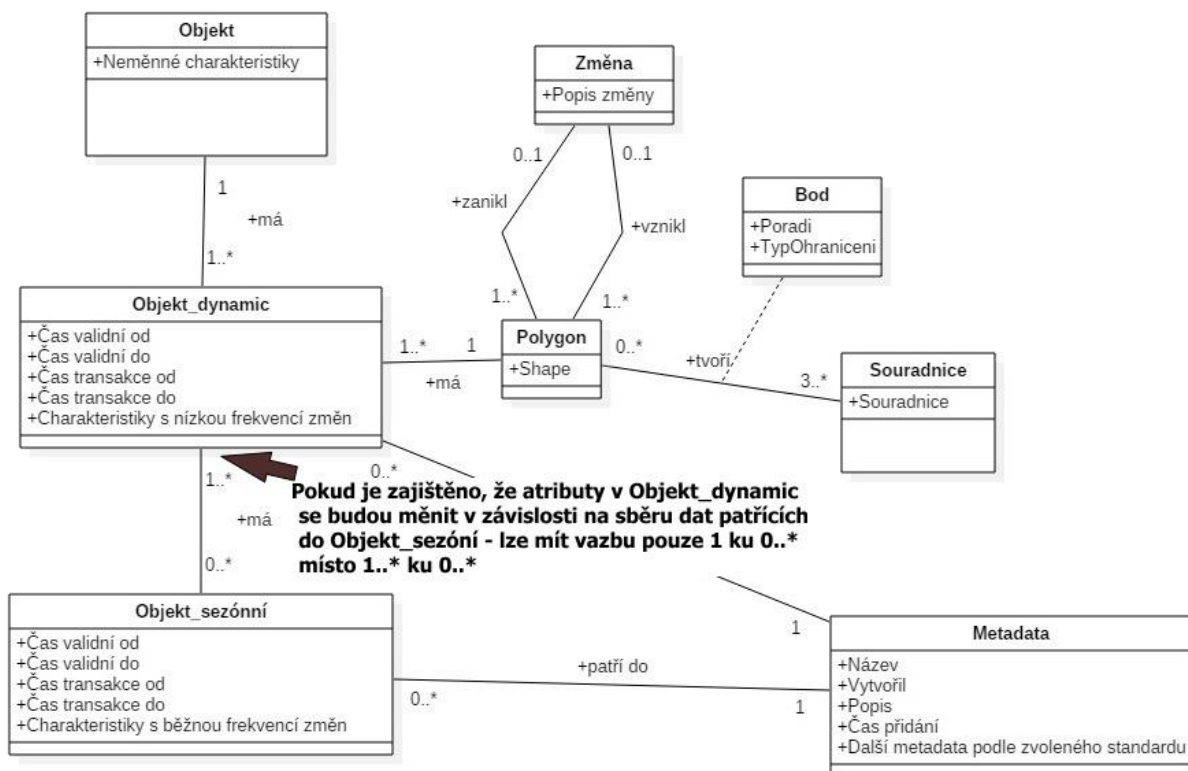 Objekt
+Neměnné charakteristiky
1
+má
1..*
Změna
+Popis změny
0..1
0..1
+zanikl
+vznikl
1..*
1..*
Bod
+Poradi
+TypOhraniceni
Objekt_dynamic
+Čas validní od
+Čas validní do
+Čas transakce od
+Čas transakce do
+Charakteristiky s nízkou frekvencí změn
1..*
1
+má
Polygon
+Shape
0..*
+tvoří
3..*
Souradnice
+Souradnice
1..*
+má
0..*
0..*
Pokud je zajištěno, že atributy v Objekt_dynamic
se budou měnit v závislosti na sběru dat patřících
do Objekt_sezóní - lze mít vazbu pouze 1 ku 0..*
místo 1..* ku 0..*
Objekt_sezónní
+Čas validní od
+Čas validní do
+Čas transakce od
+Čas transakce do
+Charakteristiky s běžnou frekvencí změn
+patří do
0..*
1
1
Metadata
+Název
+Vytvořil
+Popis
+Čas přidání
+Další metadata podle zvoleného standardu